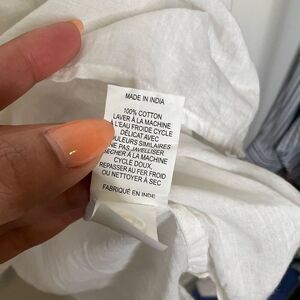 MADE IN INDIA
100% COTTON
LAVER À LA MACHINE
À L'EAU FROIDE CYCLE
DÉLICAT AVEC
COULEURS SIMILAIRES
NE PAS JAVELLISER
SÉCHER À LA MACHINE
CYCLE DOUX.
REPASSER AU FER FROID
OU NETTOYER À SEC
FABRIQUÉ EN INDE